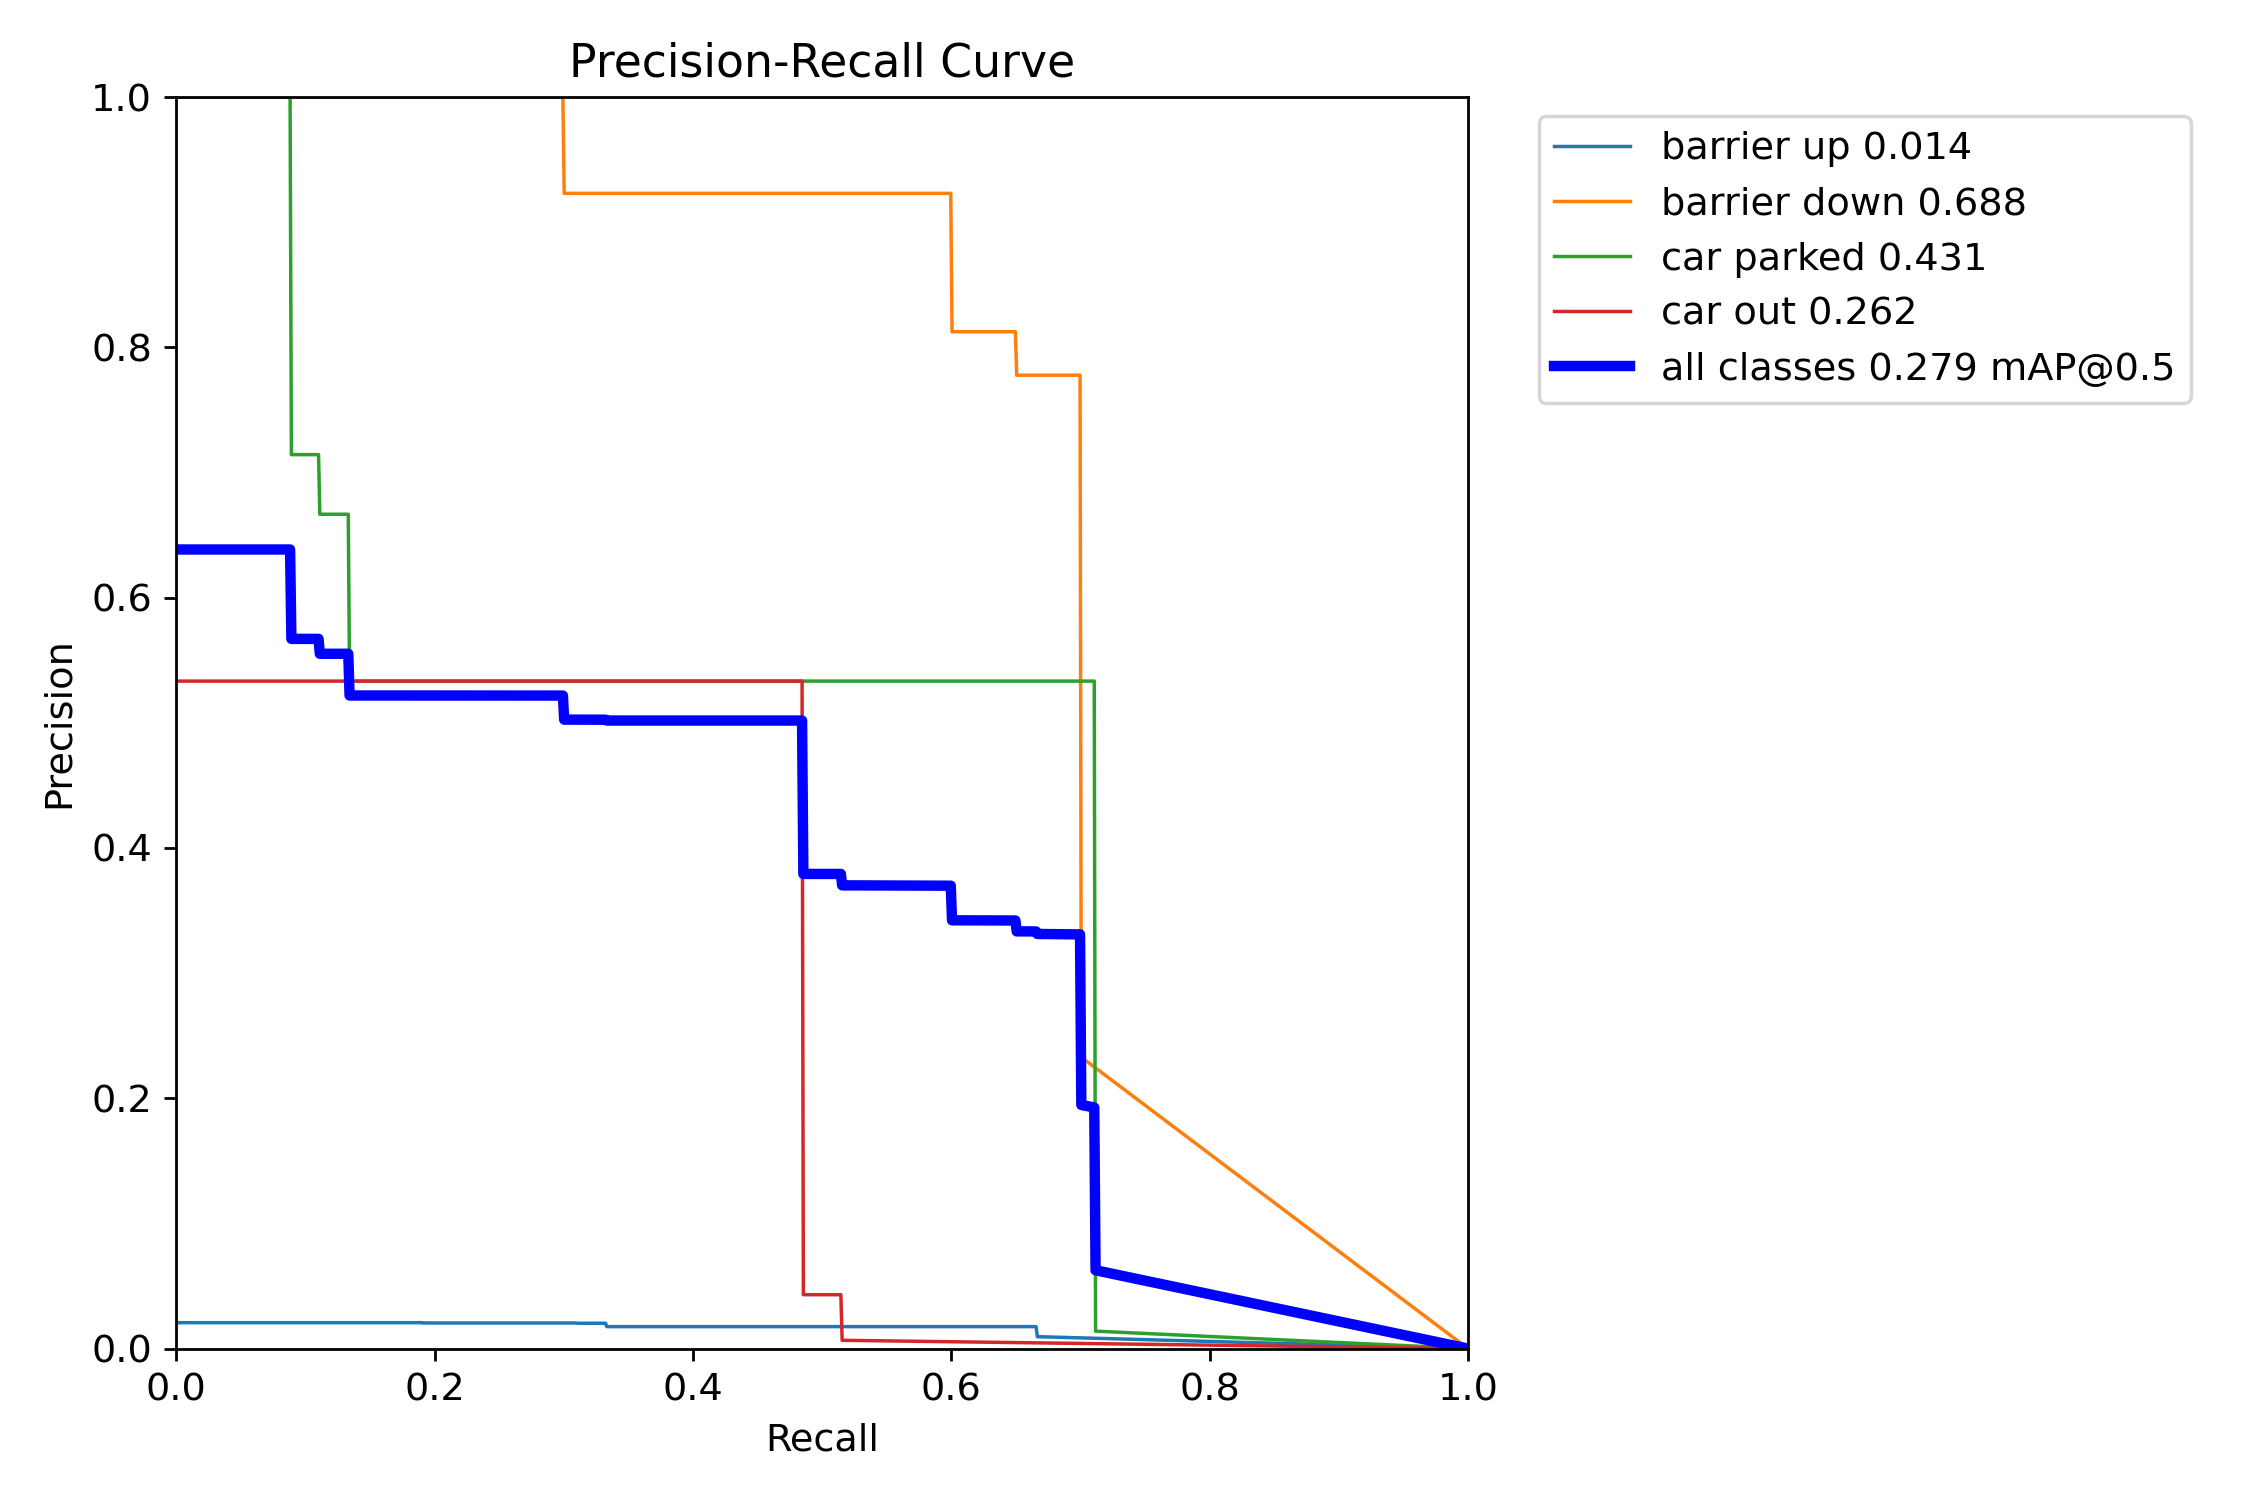 Precision-Recall Curve
1.0
0.8
0.6
0.4
0.2
0.0
Precision
0.0 0.2 0.4 0.6 0.8 1.0
Recall
barrier up 0.014
barrier down 0.688
car parked 0.431
car out 0.262
all classes 0.279 mAP@0.5